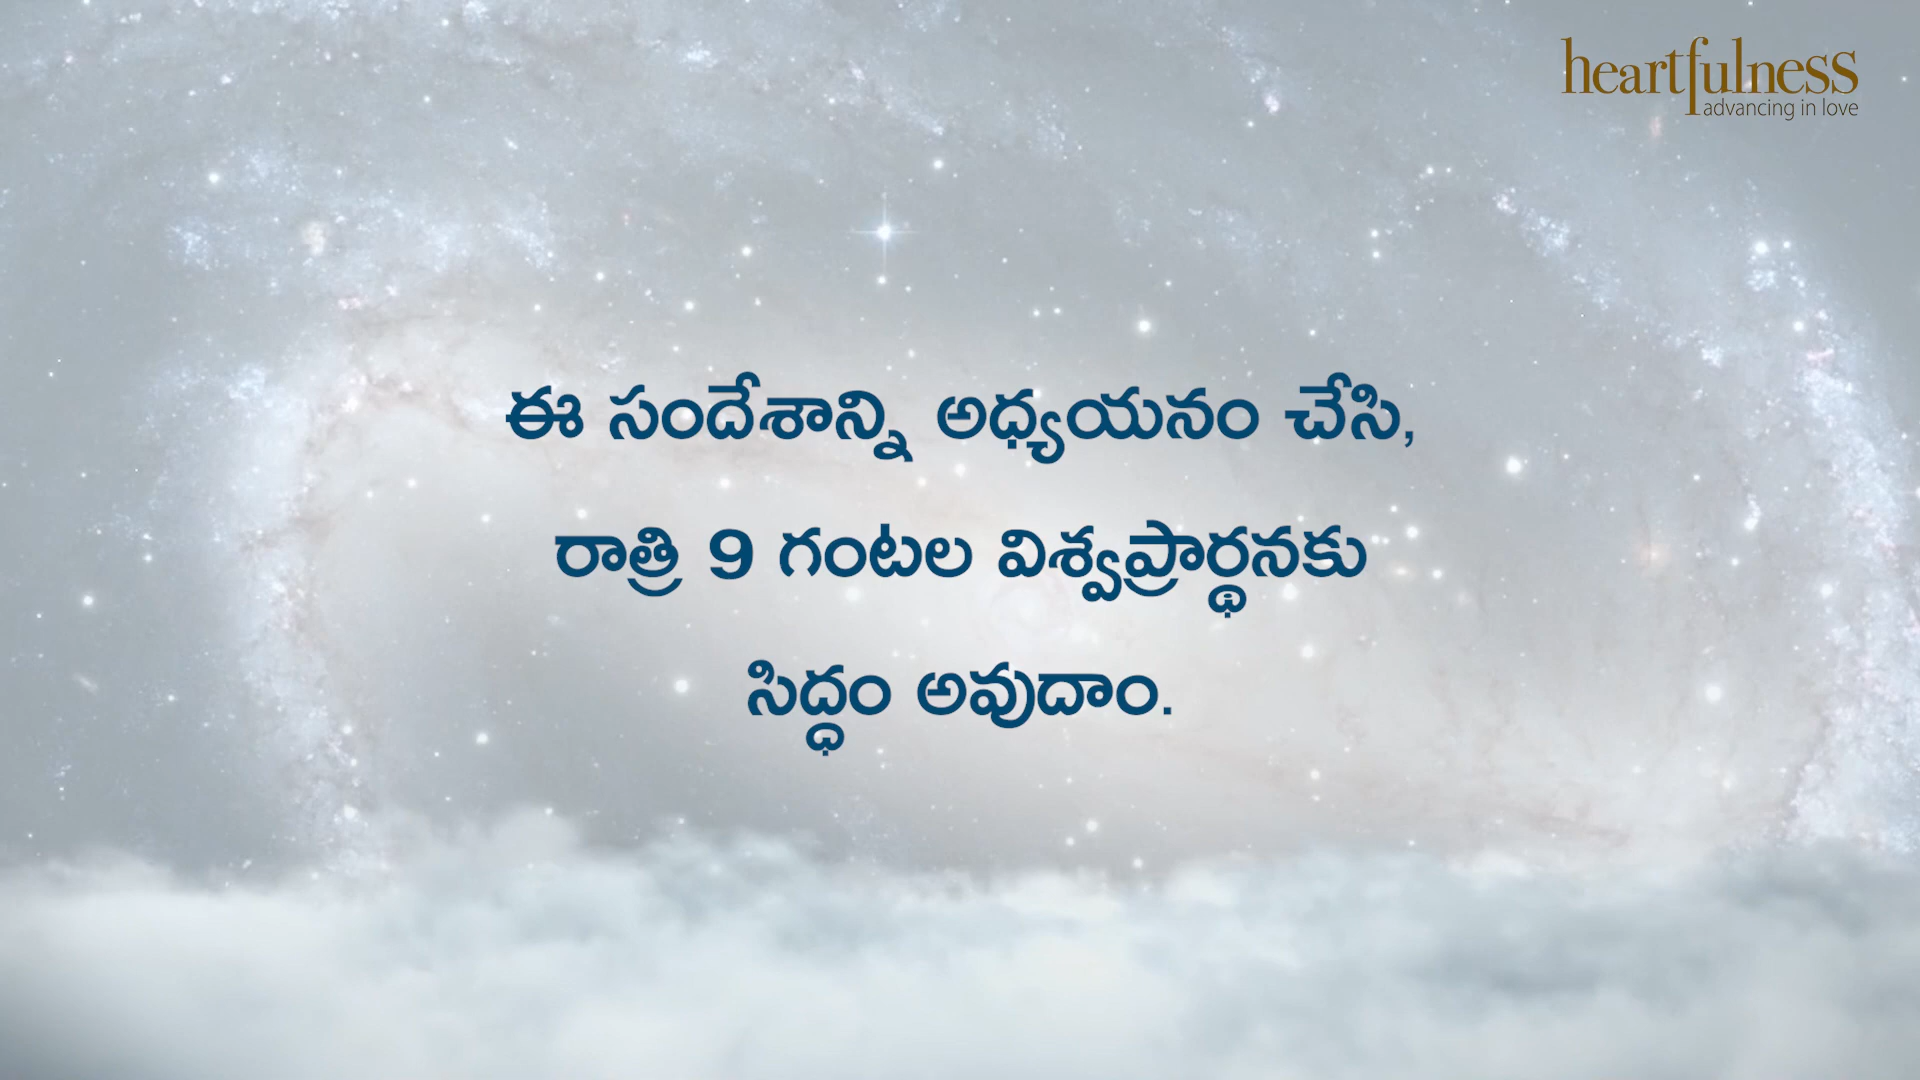 heartfulness
advancing in love
ఈ సందేశాన్ని అధ్యయనం చేసి,
రాత్రి 9 గంటల విశ్వప్రార్థనకు
సిద్ధం అవుదాం.